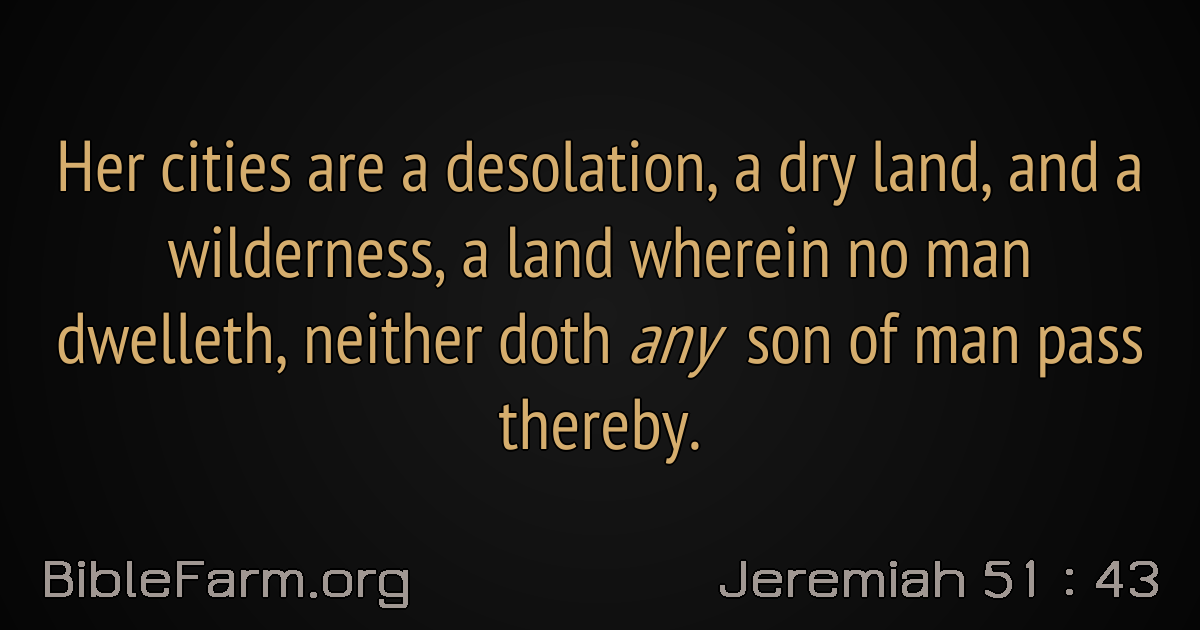 Her cities are a desolation, a dry land, and a
wilderness, a land wherein no man
dwelleth, neither doth any son of man pass
thereby.
BibleFarm.org
Jeremiah 51 : 43